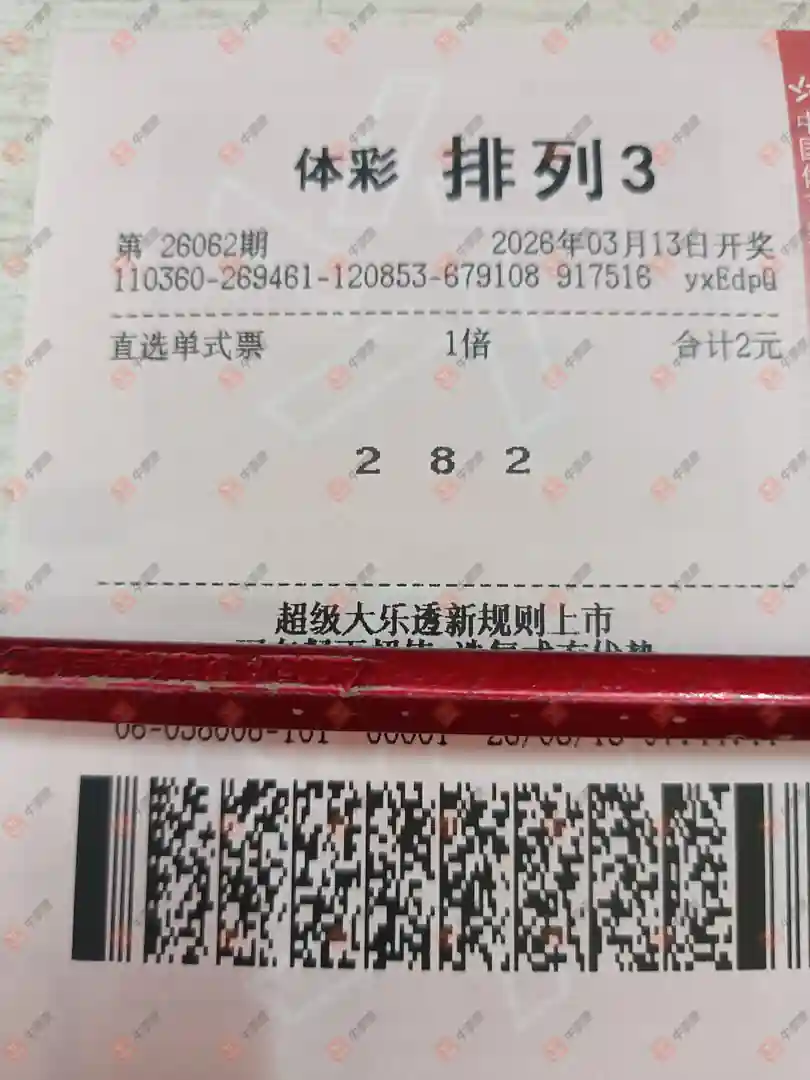 体彩 排列3
第 26062期 2026年03月13日开奖
110360-269461-120853-679108 917516 yxEdpQ
直选单式票 1倍 合计2元
2 8 2
超级大乐透新规则上市